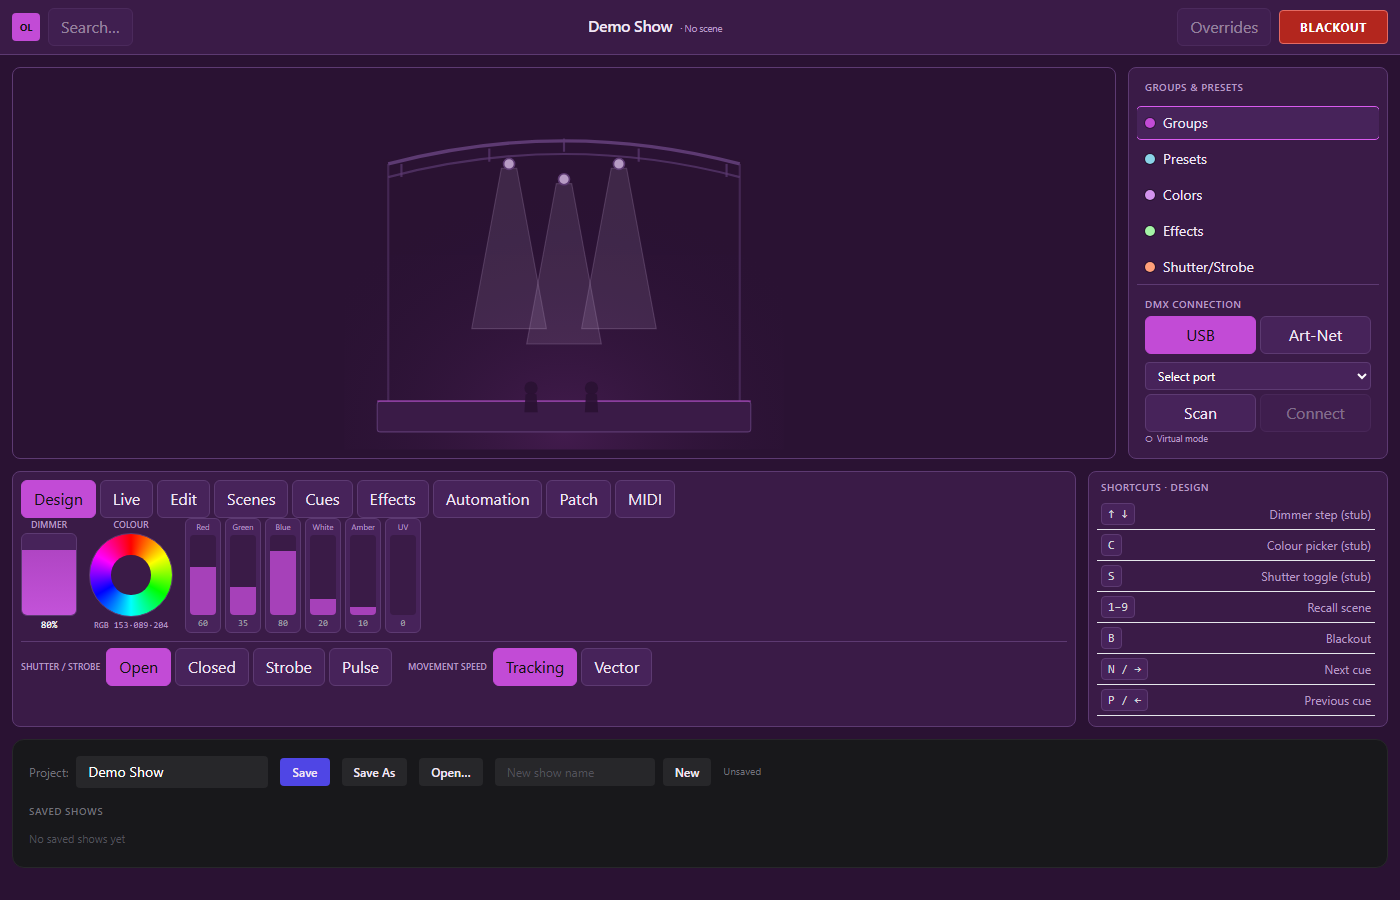 OL
Search...
Demo Show · No scene
Overrides
BLACKOUT
GROUPS & PRESETS
Groups
Presets
Colors
Effects
Shutter/Strobe
DMX CONNECTION
USB
Art-Net
Select port
Scan
Connect
Virtual mode
Design
Live
Edit
Scenes
Cues
Effects
Automation
Patch
MIDI
DIMMER
80%
COLOUR
RGB 153·089·204
Red
60
Green
35
Blue
80
White
20
Amber
10
UV
0
SHUTTER / STROBE
Open
Closed
Strobe
Pulse
MOVEMENT SPEED
Tracking
Vector
SHORTCUTS · DESIGN
↑ ↓ Dimmer step (stub)
C Colour picker (stub)
S Shutter toggle (stub)
1–9 Recall scene
B Blackout
N / → Next cue
P / ← Previous cue
Project:
Demo Show
Save
Save As
Open...
New show name
New
Unsaved
SAVED SHOWS
No saved shows yet